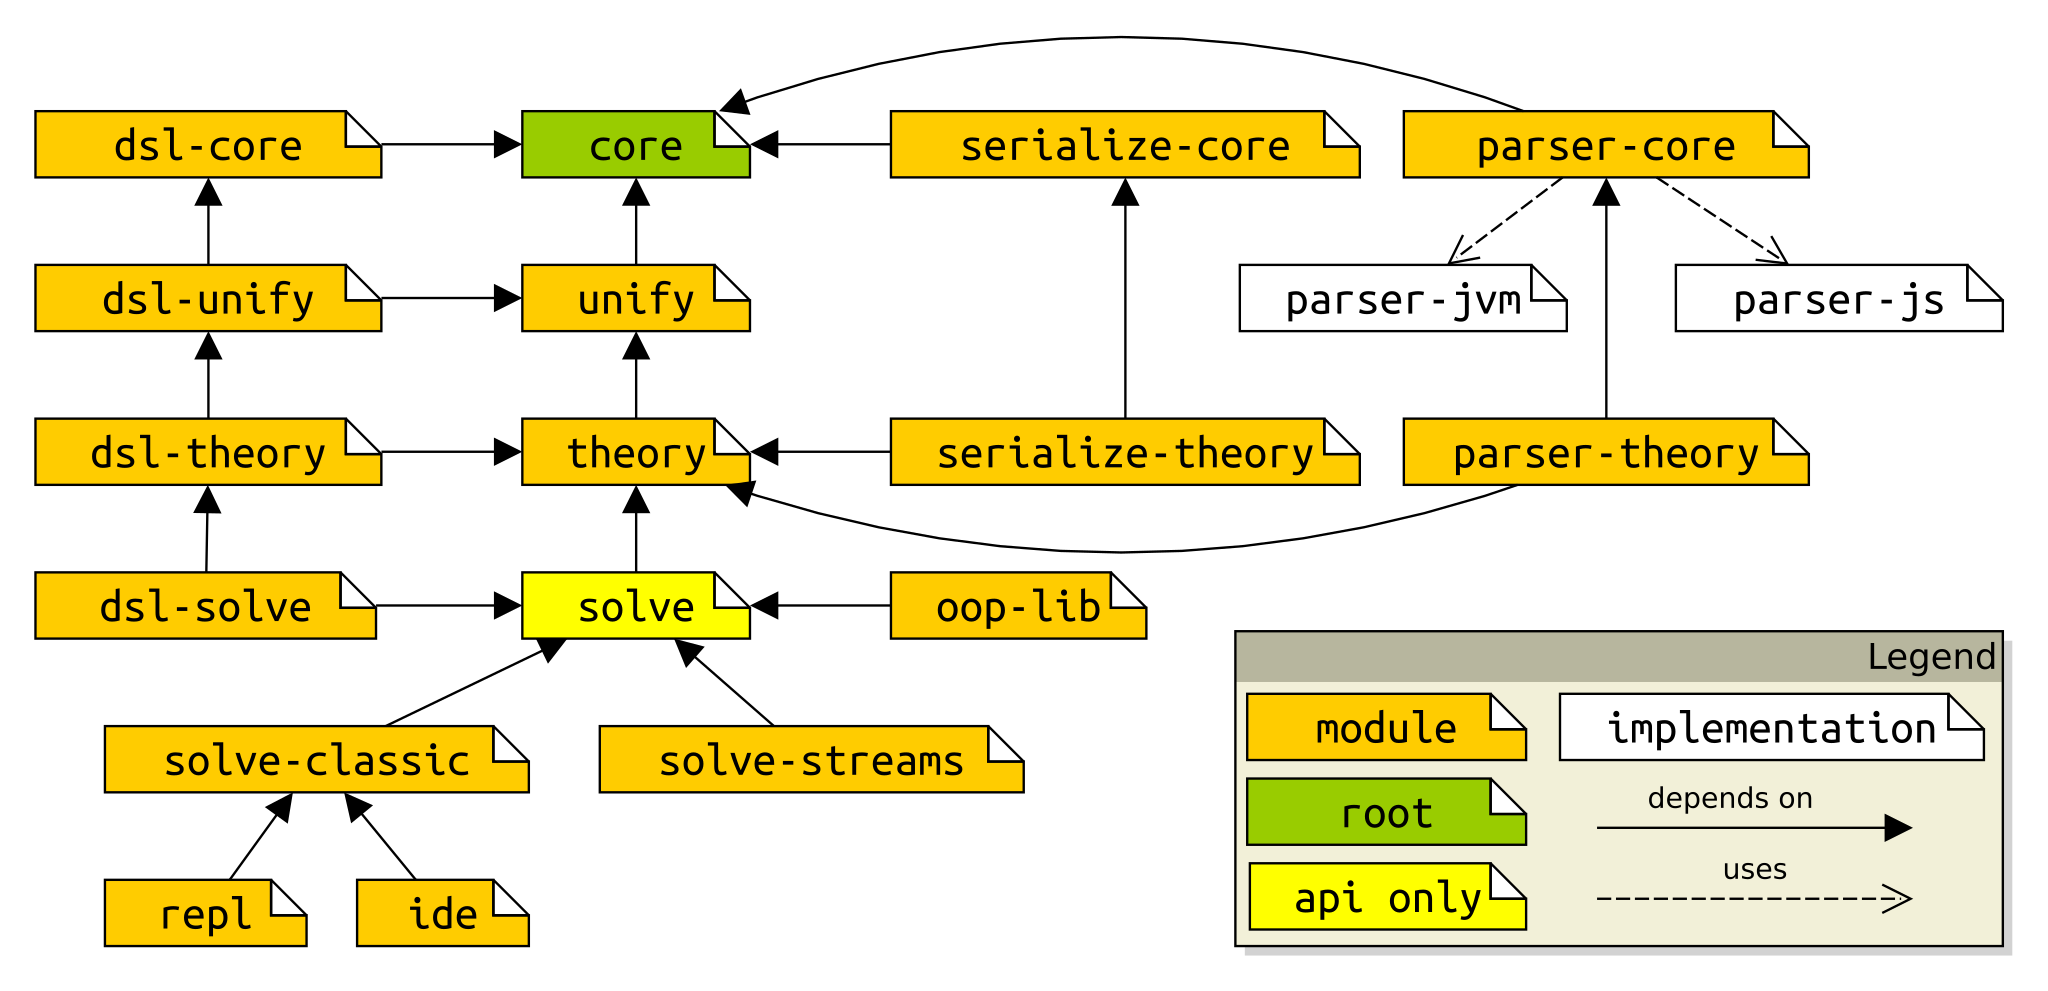 dsl-core
core
serialize-core
parser-core
dsl-unify
unify
parser-jvm
parser-js
dsl-theory
theory
serialize-theory
parser-theory
dsl-solve
solve
oop-lib
solve-classic
solve-streams
repl
ide
Legend
module
implementation
root
depends on
api only
uses